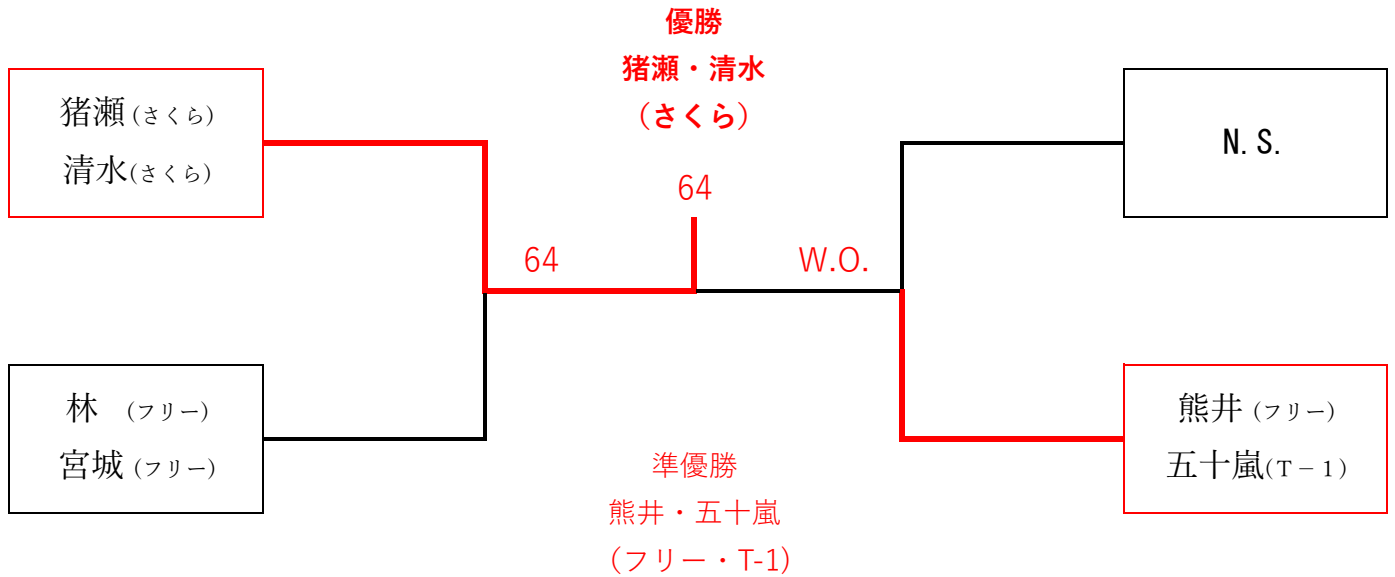 優勝
猪瀬・清水
(さくら)
猪瀬(さくら)
清水(さくら)
N.S.
64
64
W.O.
林 (フリー)
宮城(フリー)
熊井(フリー)
五十嵐(T－1)
準優勝
熊井・五十嵐
(フリー・T-1)